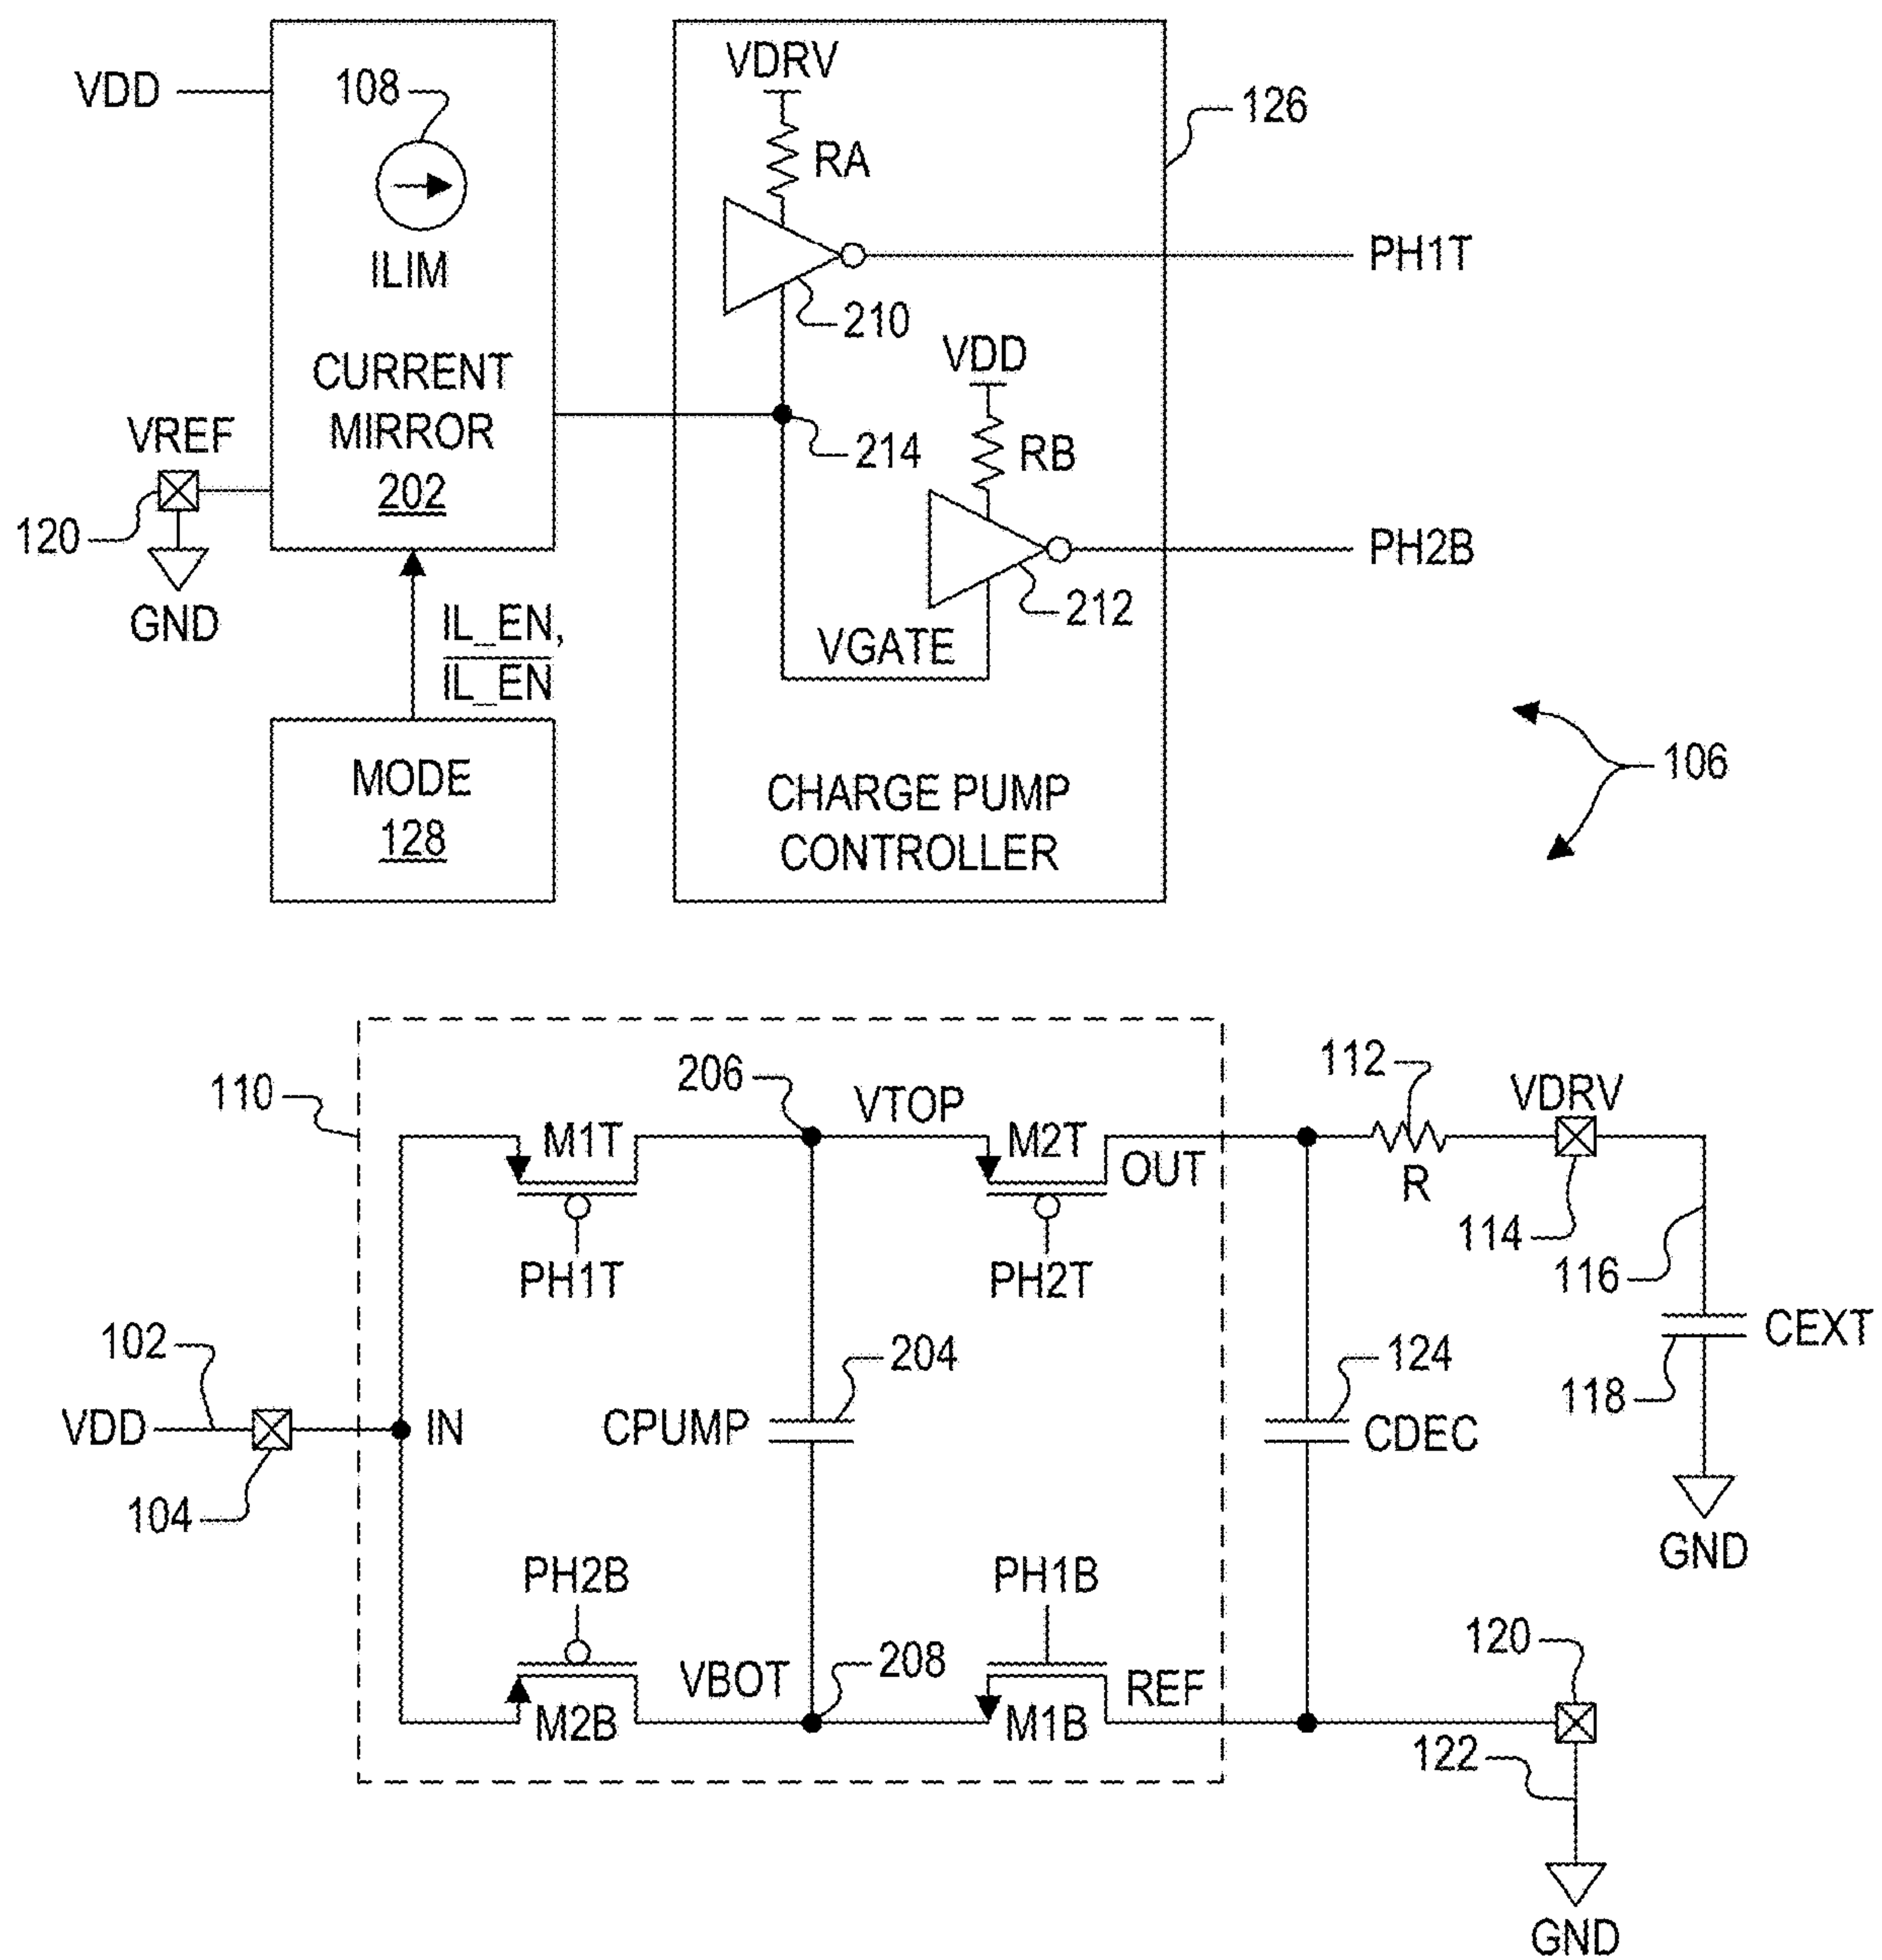 VDD
108
ILIM
CURRENT
MIRROR
202
VREF
120
GND
IL_EN,
IL_EN
MODE
128
VDRV
RA
210
VDD
RB
214
212
VGATE
CHARGE PUMP
CONTROLLER
126
PH1T
PH2B
106
110
206
VTOP
M1T
M2T
OUT
PH1T
PH2T
112
R
VDRV
114
116
CEXT
118
GND
102
VDD
104
IN
CPUMP
204
124
CDEC
PH2B
PH1B
M2B
VBOT
208
M1B
REF
120
122
GND